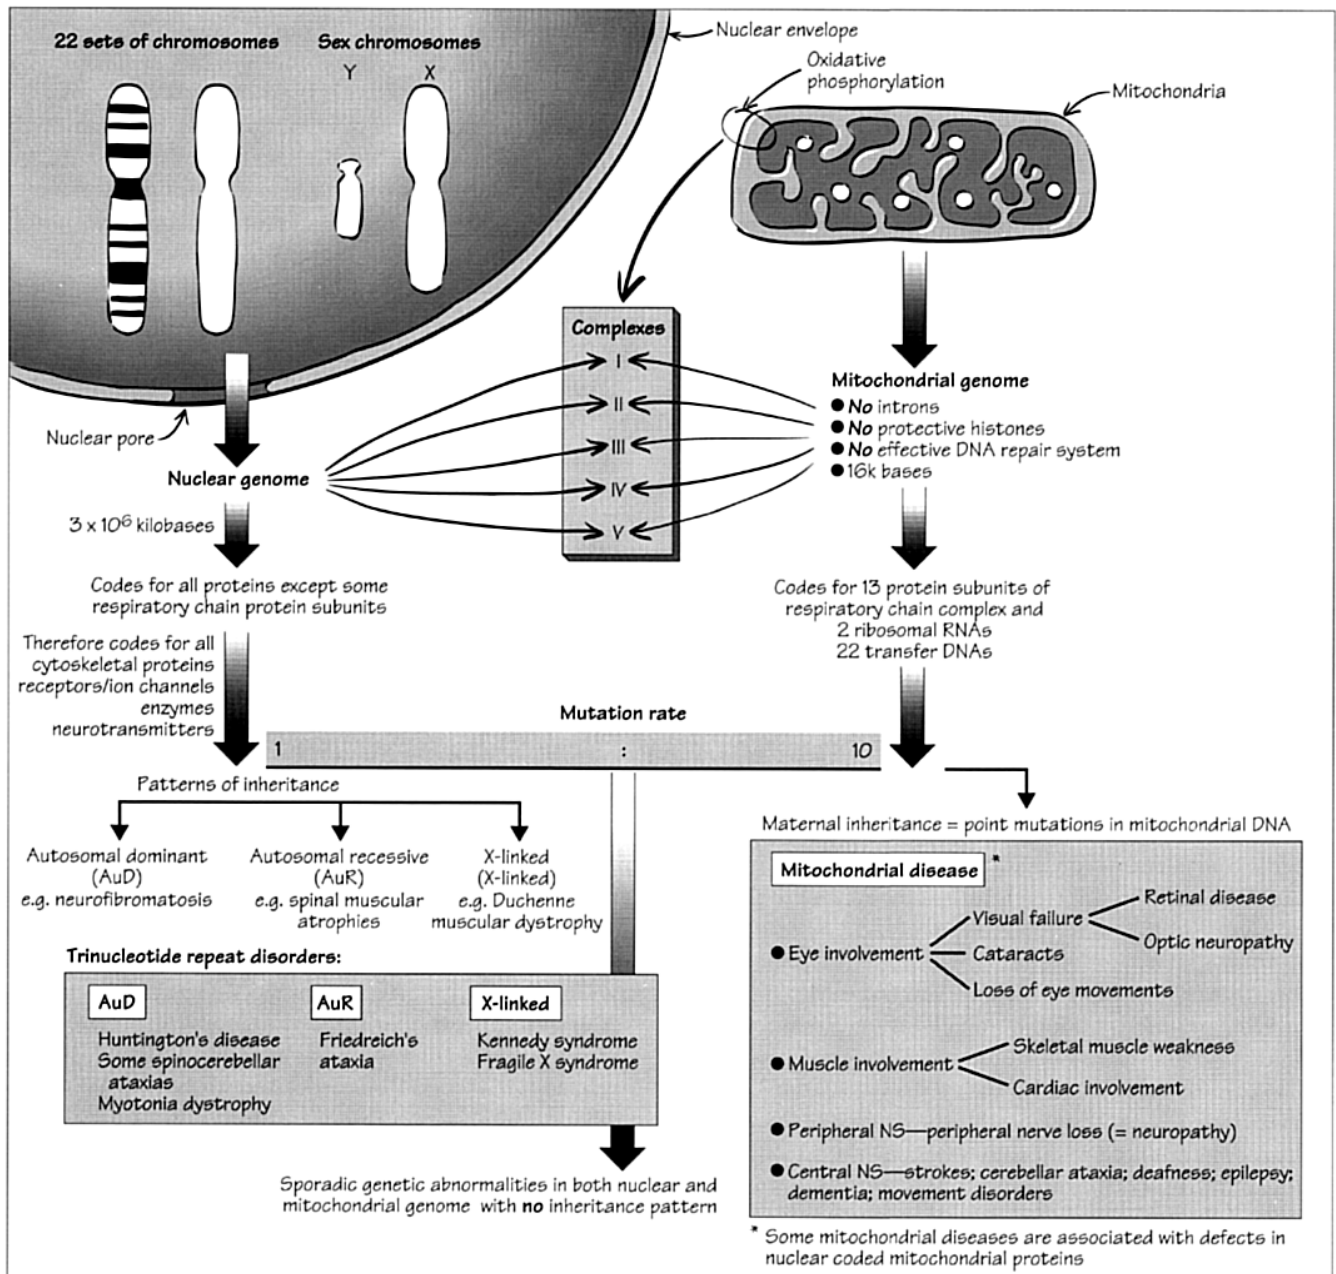 22 sets of chromosomes
Sex chromosomes
Y
X
Nuclear envelope
Oxidative
phosphorylation
Mitochondria
Nuclear pore
Complexes
I
II
III
IV
V
Nuclear genome
3 x 10⁶ kilobases
Codes for all proteins except some
respiratory chain protein subunits
Therefore codes for all
cytoskeletal proteins
receptors/ion channels
enzymes
neurotransmitters
Mitochondrial genome
● No introns
● No protective histones
● No effective DNA repair system
● 16k bases
Codes for 13 protein subunits of
respiratory chain complex and
2 ribosomal RNAs
22 transfer DNAs
Mutation rate
1 : 10
Patterns of inheritance
Autosomal dominant
(AuD)
e.g. neurofibromatosis
Autosomal recessive
(AuR)
e.g. spinal muscular
atrophies
X-linked
(X-linked)
e.g. Duchenne
muscular dystrophy
Trinucleotide repeat disorders:
AuD
Huntington's disease
Some spinocerebellar
ataxias
Myotonia dystrophy
AuR
Friedreich's
ataxia
X-linked
Kennedy syndrome
Fragile X syndrome
Sporadic genetic abnormalities in both nuclear and
mitochondrial genome with no inheritance pattern
Maternal inheritance = point mutations in mitochondrial DNA
Mitochondrial disease *
● Eye involvement
Visual failure
Retinal disease
Optic neuropathy
Cataracts
Loss of eye movements
● Muscle involvement
Skeletal muscle weakness
Cardiac involvement
● Peripheral NS—peripheral nerve loss (= neuropathy)
● Central NS—strokes; cerebellar ataxia; deafness; epilepsy;
dementia; movement disorders
* Some mitochondrial diseases are associated with defects in
nuclear coded mitochondrial proteins